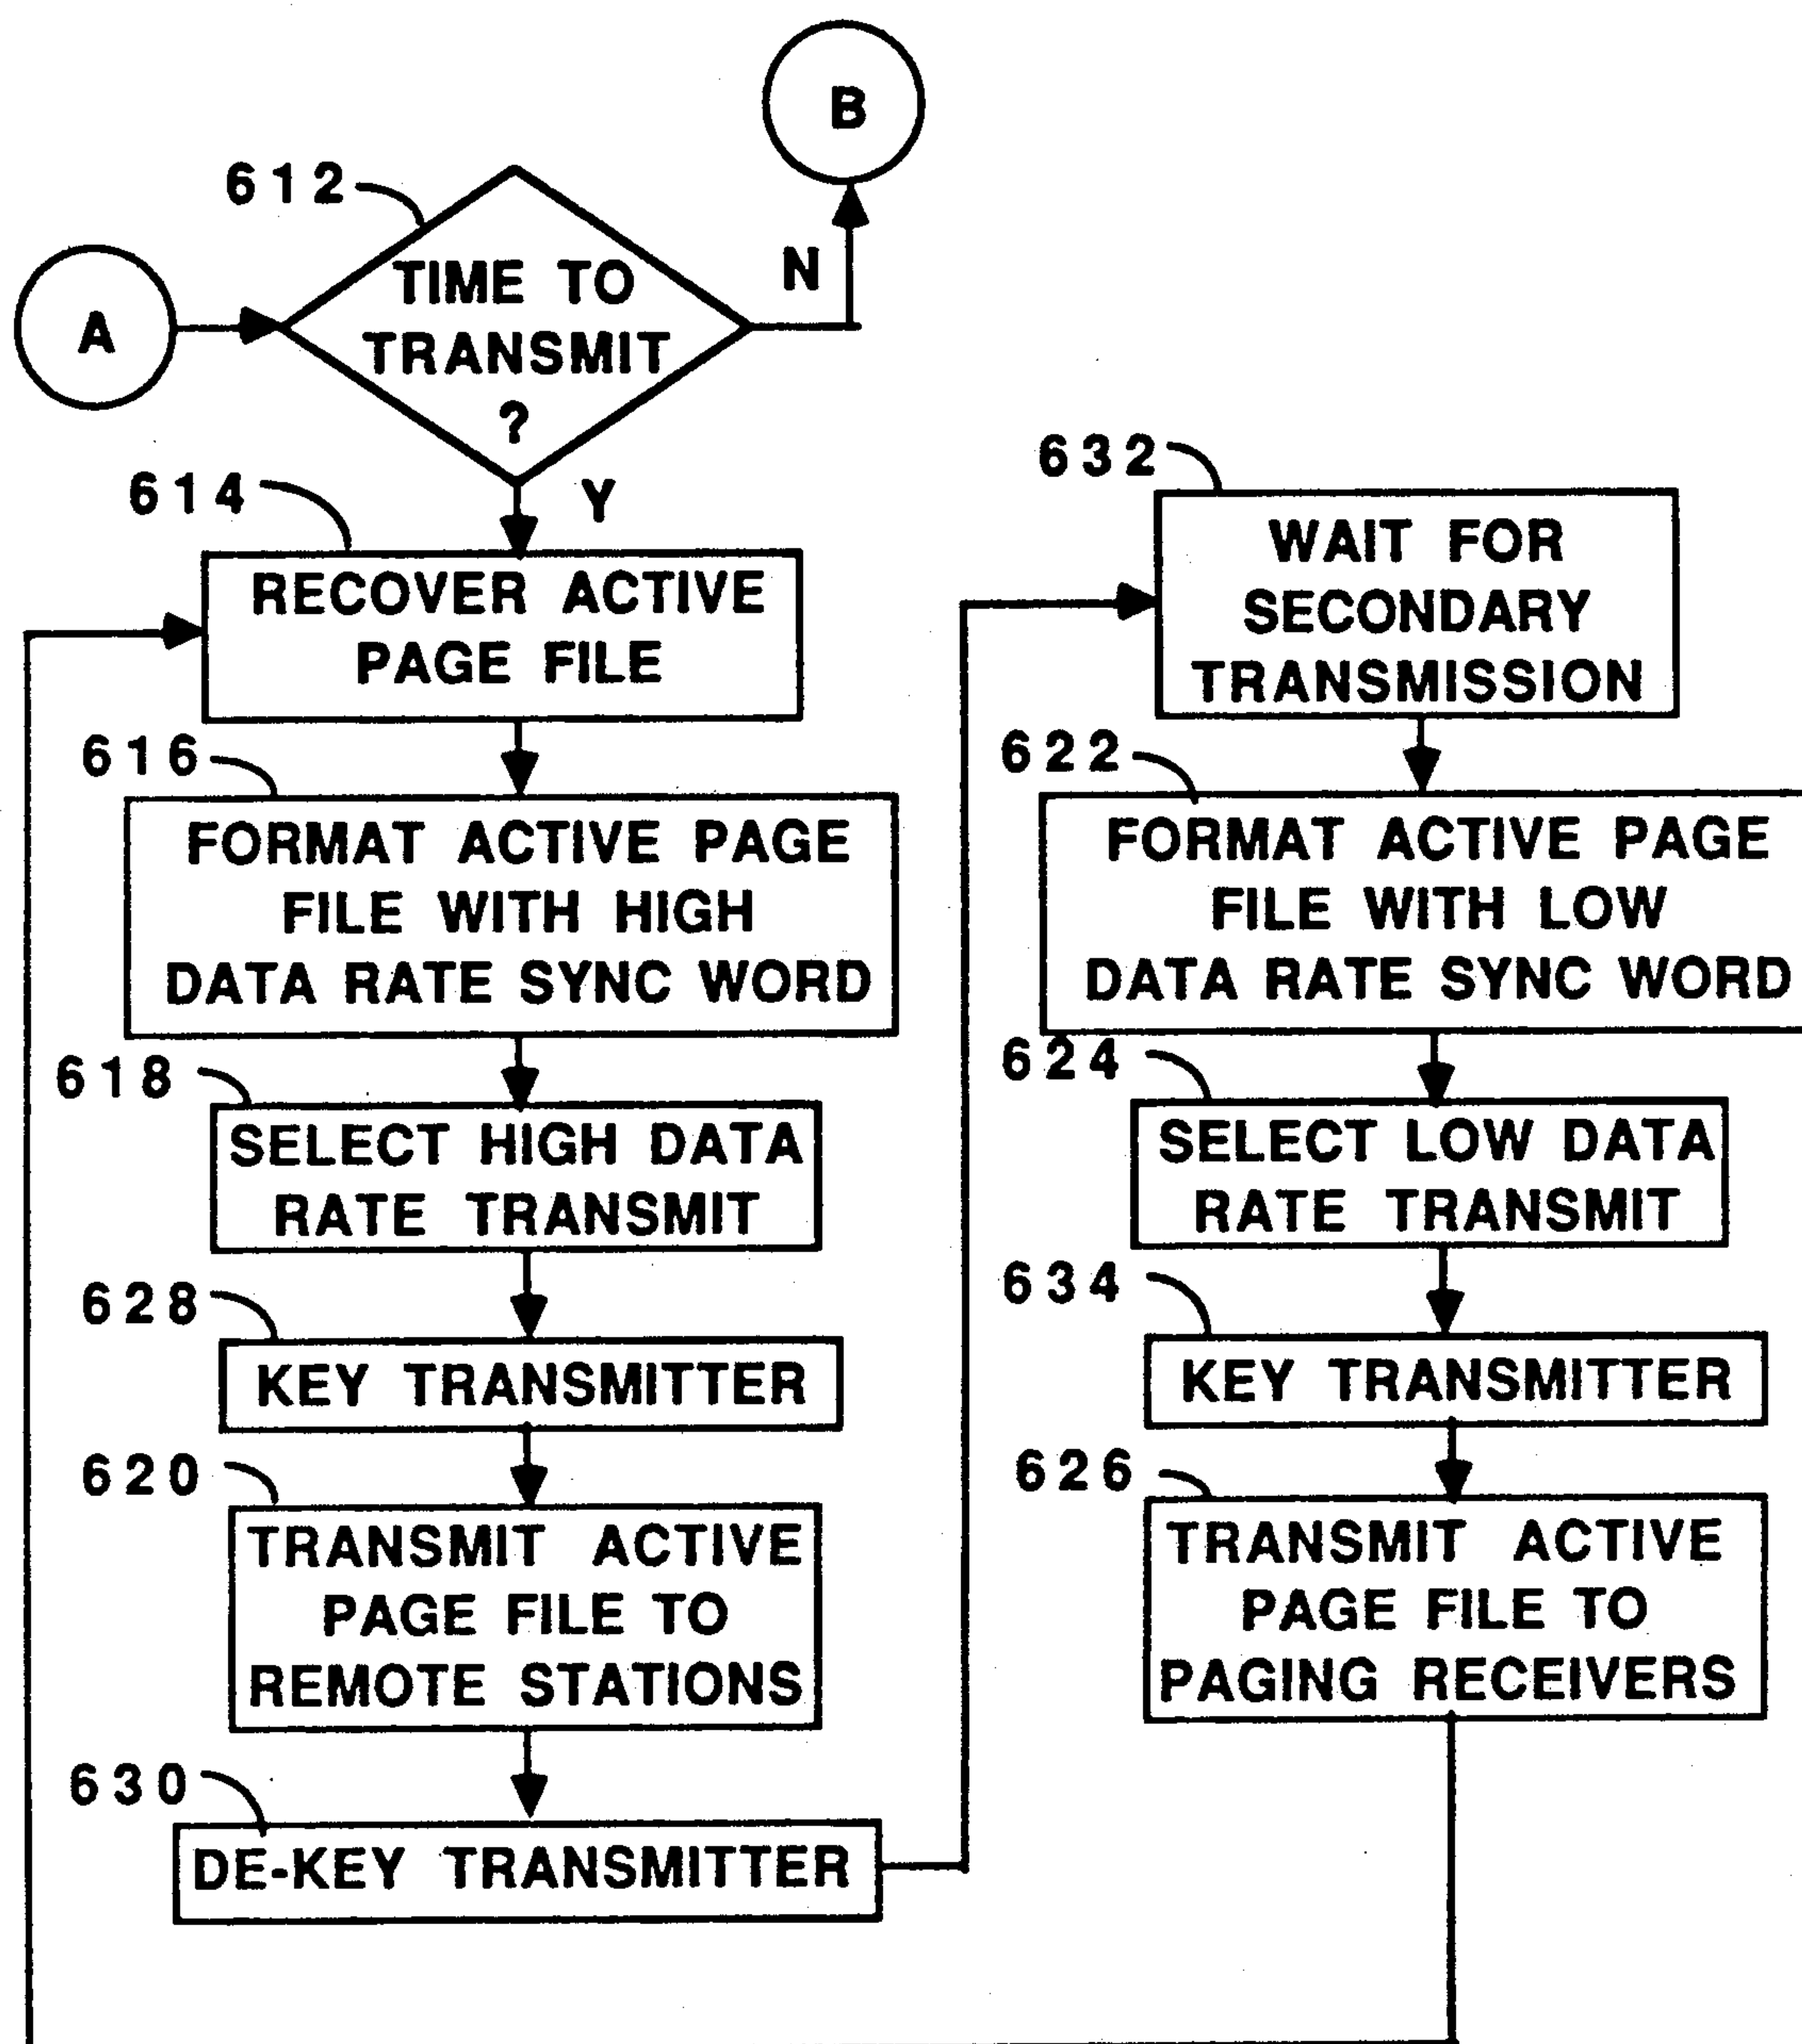 B
612
A
TIME TO
TRANSMIT
?
N
Y
614
RECOVER ACTIVE
PAGE FILE
616
FORMAT ACTIVE PAGE
FILE WITH HIGH
DATA RATE SYNC WORD
618
SELECT HIGH DATA
RATE TRANSMIT
628
KEY TRANSMITTER
620
TRANSMIT ACTIVE
PAGE FILE TO
REMOTE STATIONS
630
DE-KEY TRANSMITTER
632
WAIT FOR
SECONDARY
TRANSMISSION
622
FORMAT ACTIVE PAGE
FILE WITH LOW
DATA RATE SYNC WORD
624
SELECT LOW DATA
RATE TRANSMIT
634
KEY TRANSMITTER
626
TRANSMIT ACTIVE
PAGE FILE TO
PAGING RECEIVERS